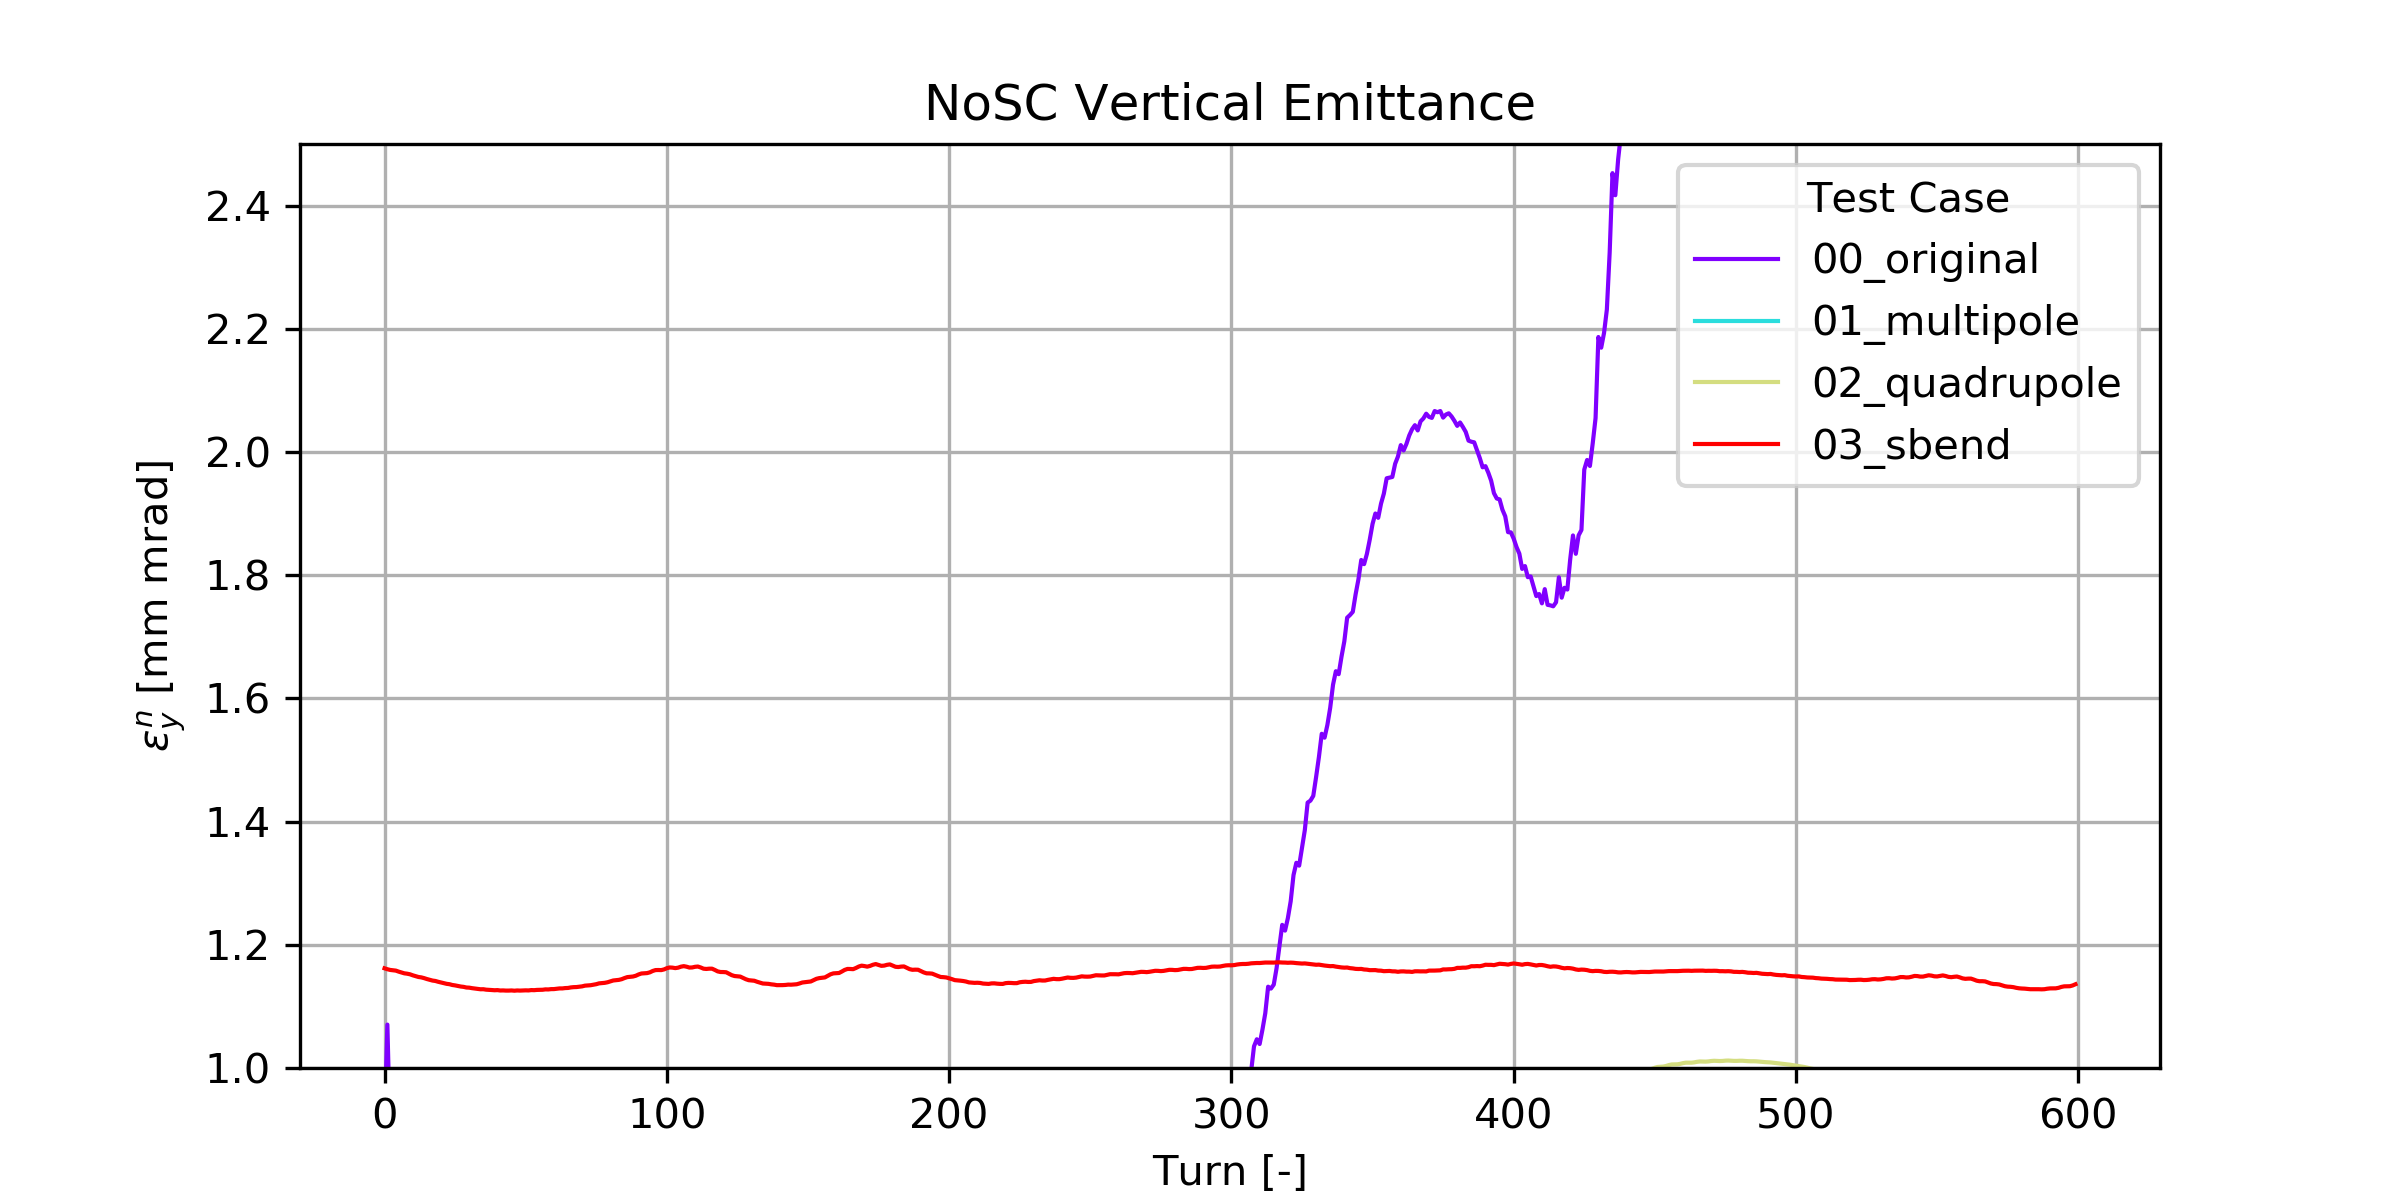 NoSC Vertical Emittance
Test Case
00_original
01_multipole
02_quadrupole
03_sbend
2.4
2.2
2.0
1.8
1.6
1.4
1.2
1.0
ε_y^n [mm mrad]
0 100 200 300 400 500 600
Turn [-]